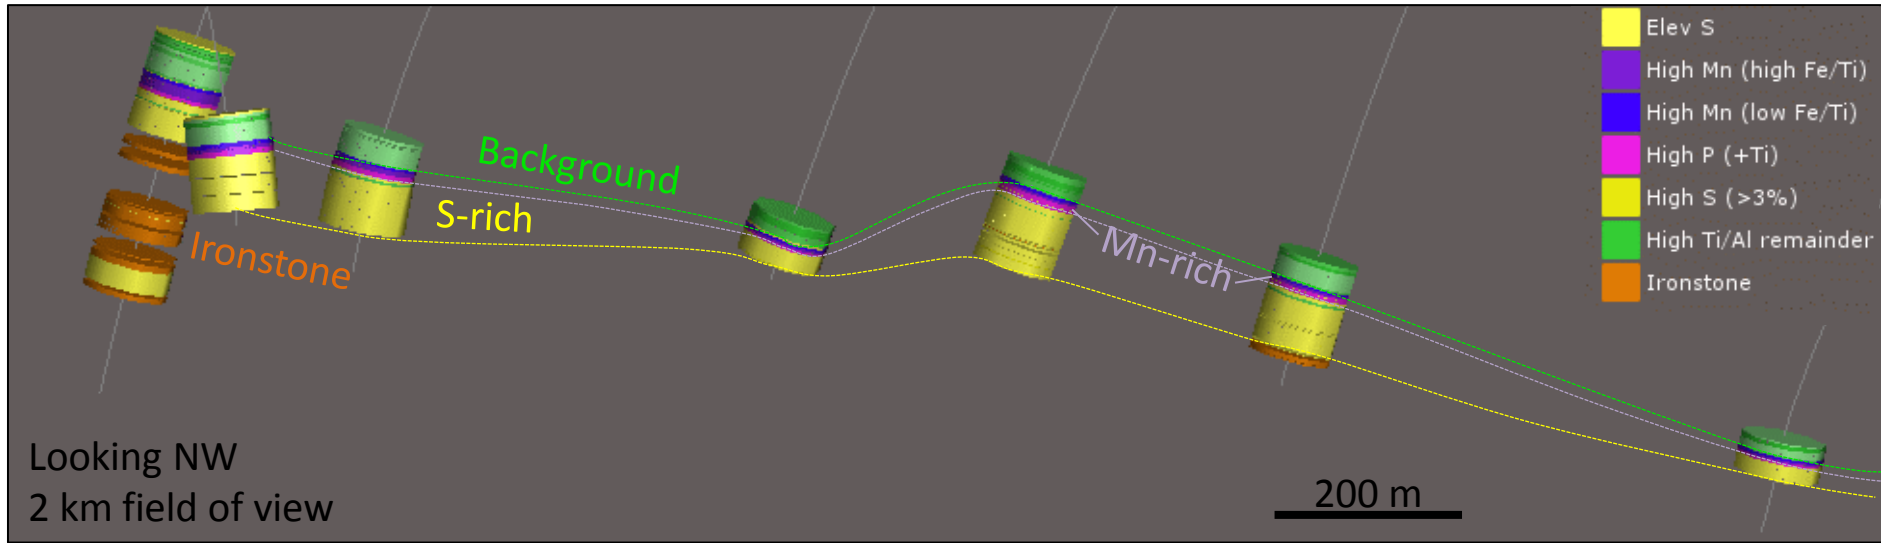 Elev S
High Mn (high Fe/Ti)
High Mn (low Fe/Ti)
High P (+Ti)
High S (>3%)
High Ti/Al remainder
Ironstone
Background
S-rich
Ironstone
Mn-rich
Looking NW
2 km field of view
200 m